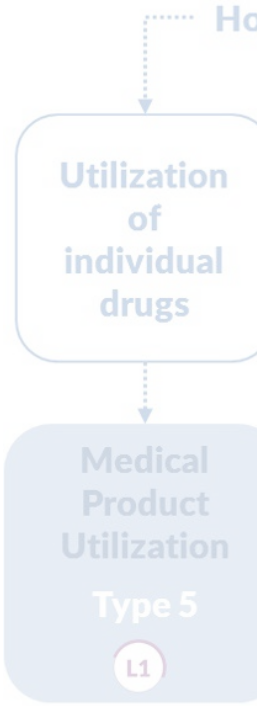 Ho
Utilization
of
individual
drugs
Medical
Product
Utilization
Type 5
L1